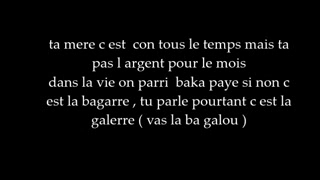 ta mere c est  con tous le temps mais ta
pas l argent pour le mois
dans la vie on parri  baka paye si non c
est la bagarre , tu parle pourtant c est la
galerre ( vas la ba galou )